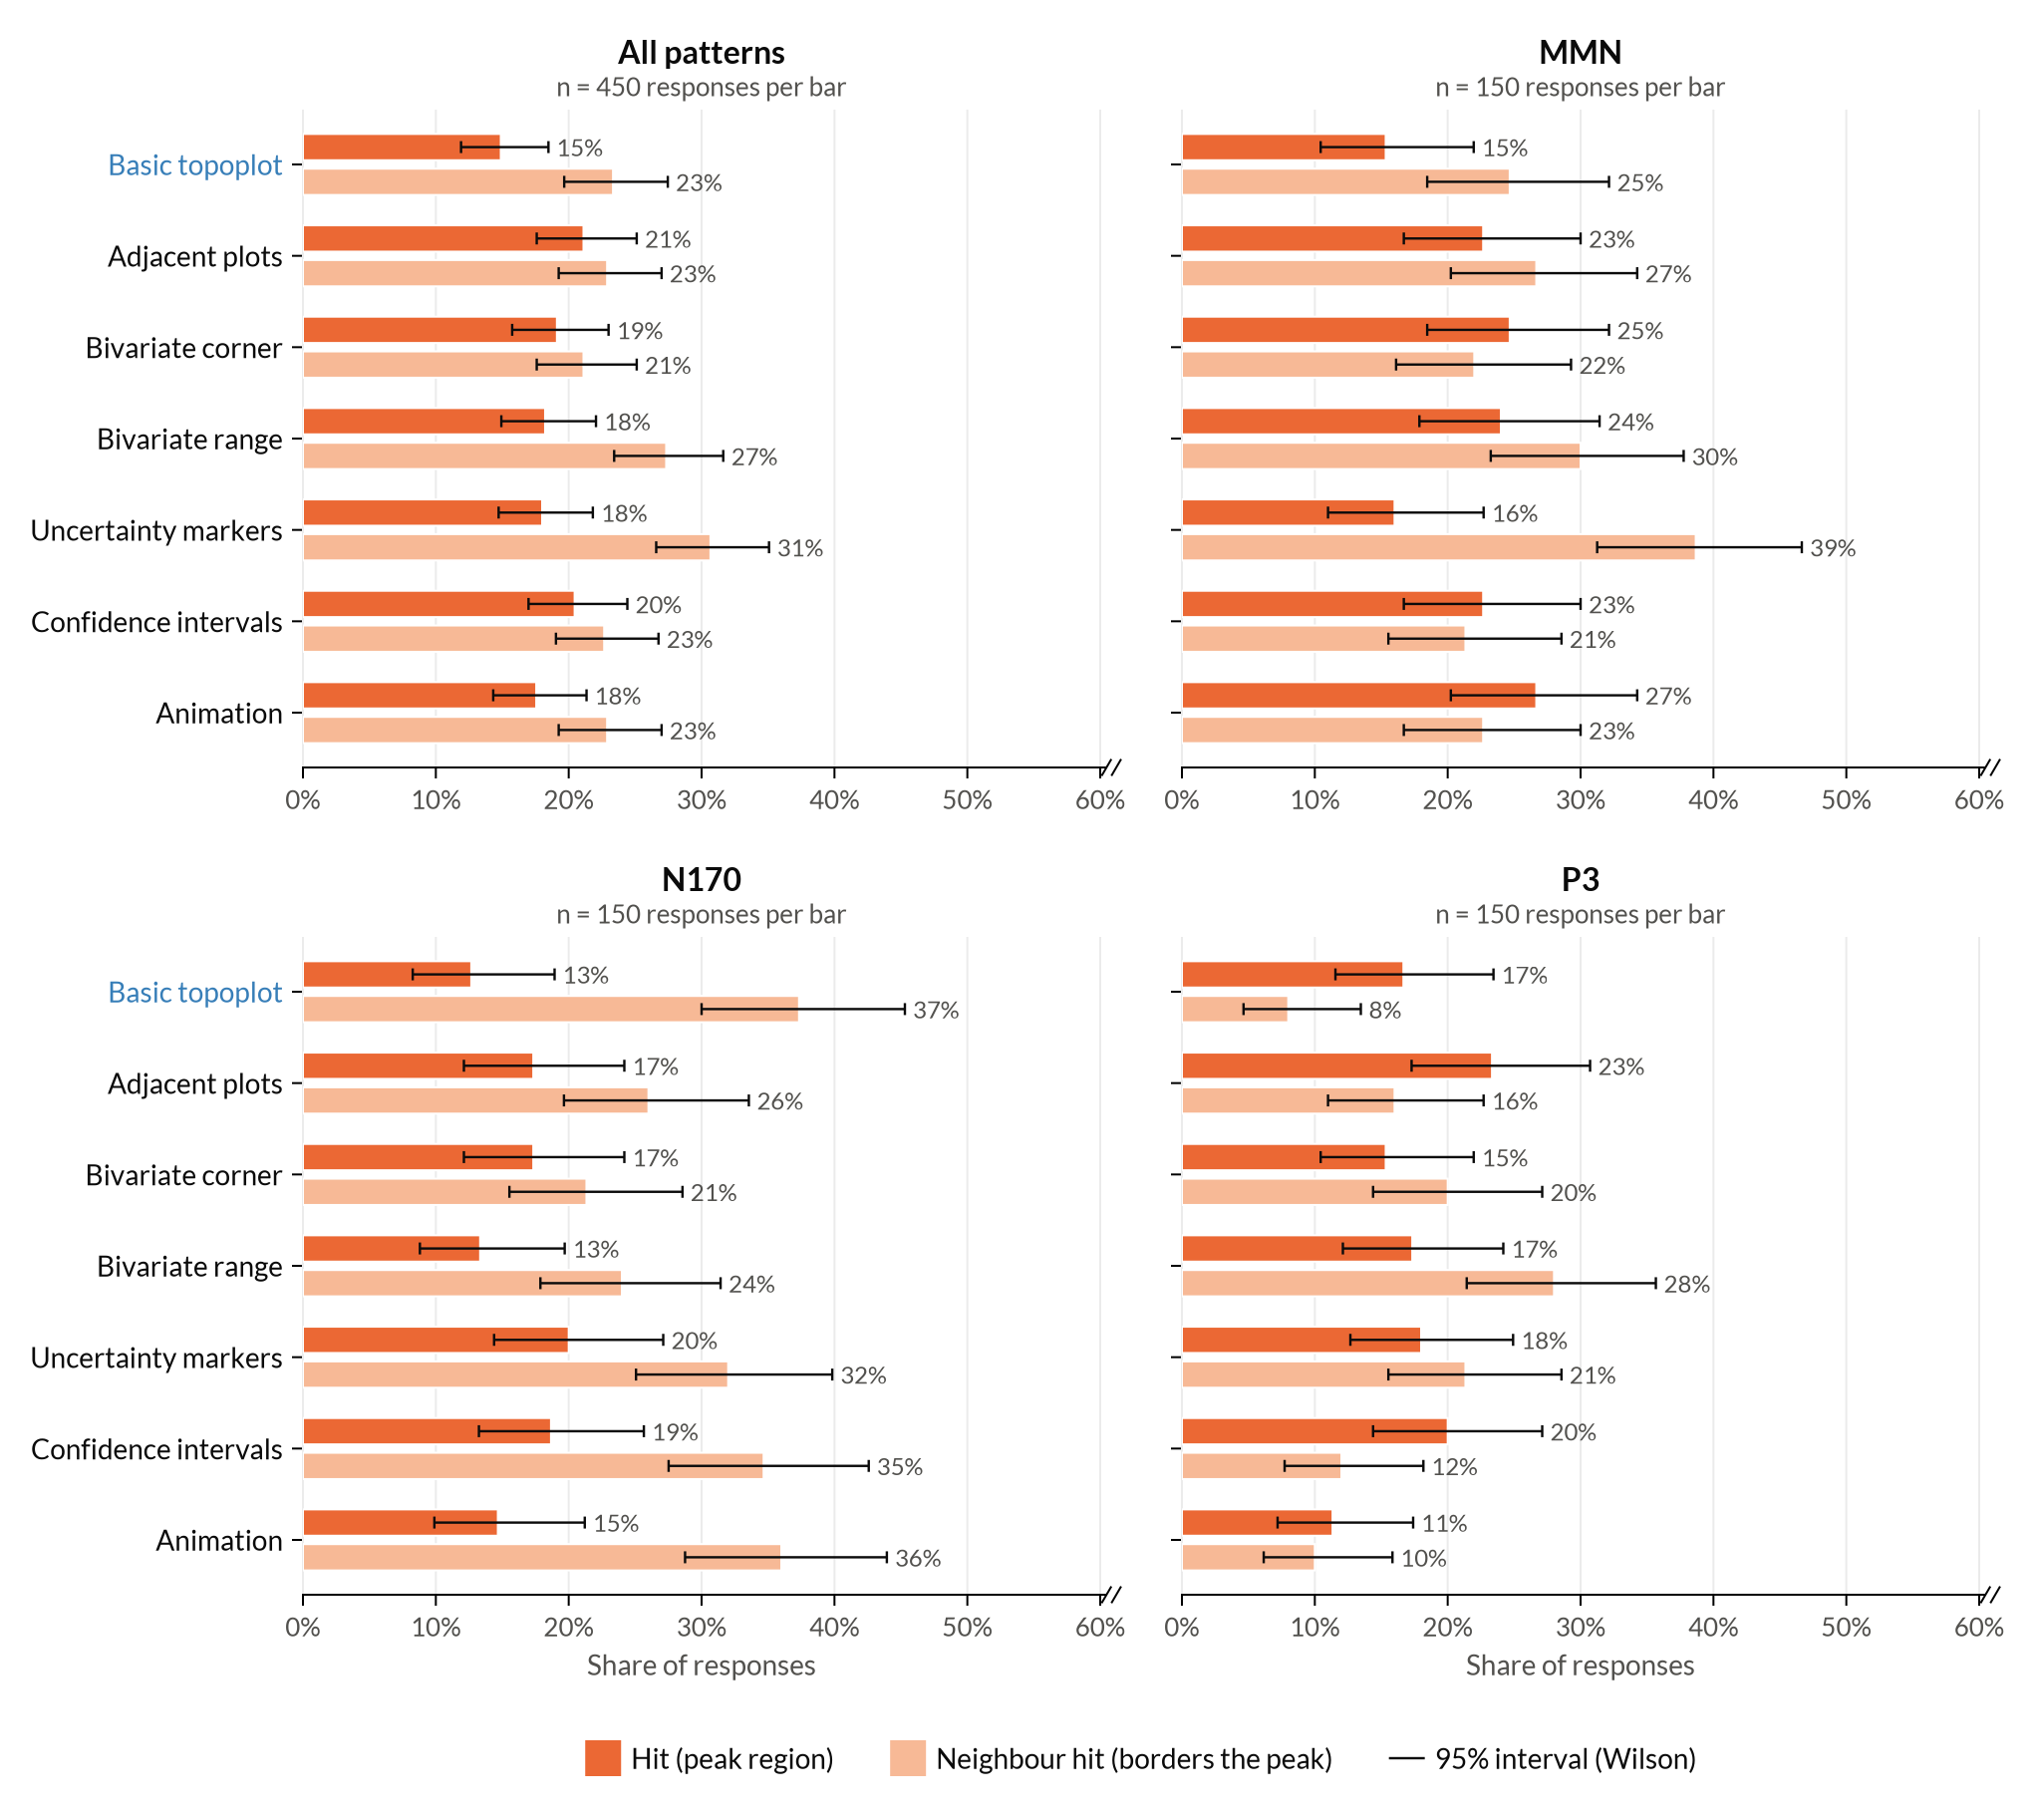 All patterns
n = 450 responses per bar
Basic topoplot
15%
23%
Adjacent plots
21%
23%
Bivariate corner
19%
21%
Bivariate range
18%
27%
Uncertainty markers
18%
31%
Confidence intervals
20%
23%
Animation
18%
23%
0% 10% 20% 30% 40% 50% 60%
MMN
n = 150 responses per bar
15%
25%
23%
27%
25%
22%
24%
30%
16%
39%
23%
21%
27%
23%
0% 10% 20% 30% 40% 50% 60%
N170
n = 150 responses per bar
Basic topoplot
13%
37%
Adjacent plots
17%
26%
Bivariate corner
17%
21%
Bivariate range
13%
24%
Uncertainty markers
20%
32%
Confidence intervals
19%
35%
Animation
15%
36%
0% 10% 20% 30% 40% 50% 60%
Share of responses
P3
n = 150 responses per bar
17%
8%
23%
16%
15%
20%
17%
28%
18%
21%
20%
12%
11%
10%
0% 10% 20% 30% 40% 50% 60%
Share of responses
Hit (peak region) Neighbour hit (borders the peak) 95% interval (Wilson)